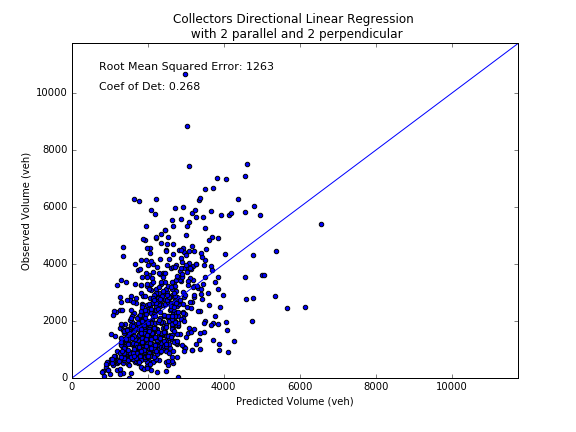 Collectors Directional Linear Regression
with 2 parallel and 2 perpendicular
Root Mean Squared Error: 1263
Coef of Det: 0.268
Observed Volume (veh)
10000
8000
6000
4000
2000
0
0 2000 4000 6000 8000 10000
Predicted Volume (veh)